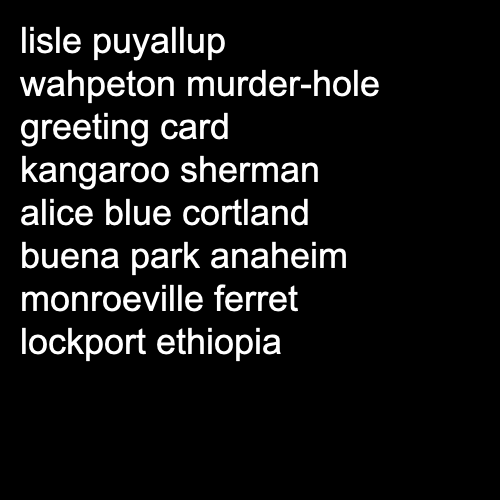 lisle puyallup
wahpeton murder-hole
greeting card
kangaroo sherman
alice blue cortland
buena park anaheim
monroeville ferret
lockport ethiopia